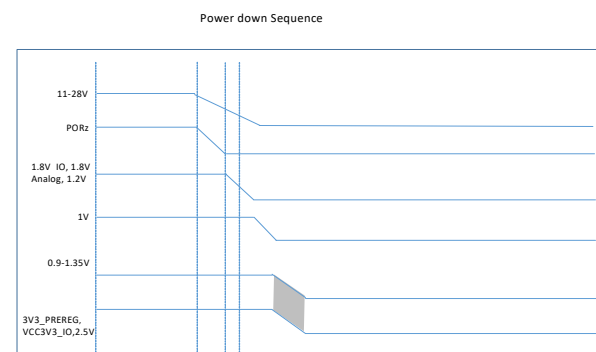 Power down Sequence
11-28V
PORz
1.8V IO, 1.8V
Analog, 1.2V
1V
0.9-1.35V
3V3_PREREG,
VCC3V3_IO,2.5V